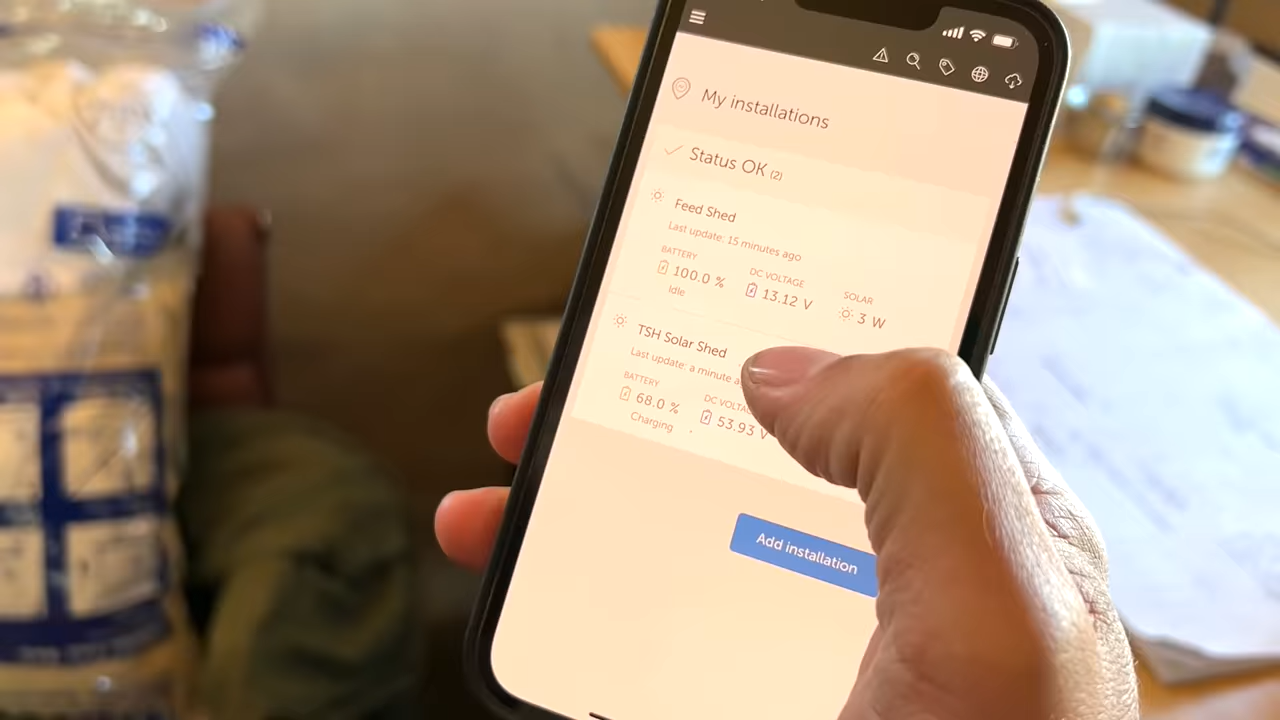 My installations
Status OK (2)
Feed Shed
Last update: 15 minutes ago
BATTERY DC VOLTAGE SOLAR
100.0 % 13.12 V 3 W
Idle
TSH Solar Shed
Last update: a minute
BATTERY DC
68.0 % 53.93 V
Charging
Add installation